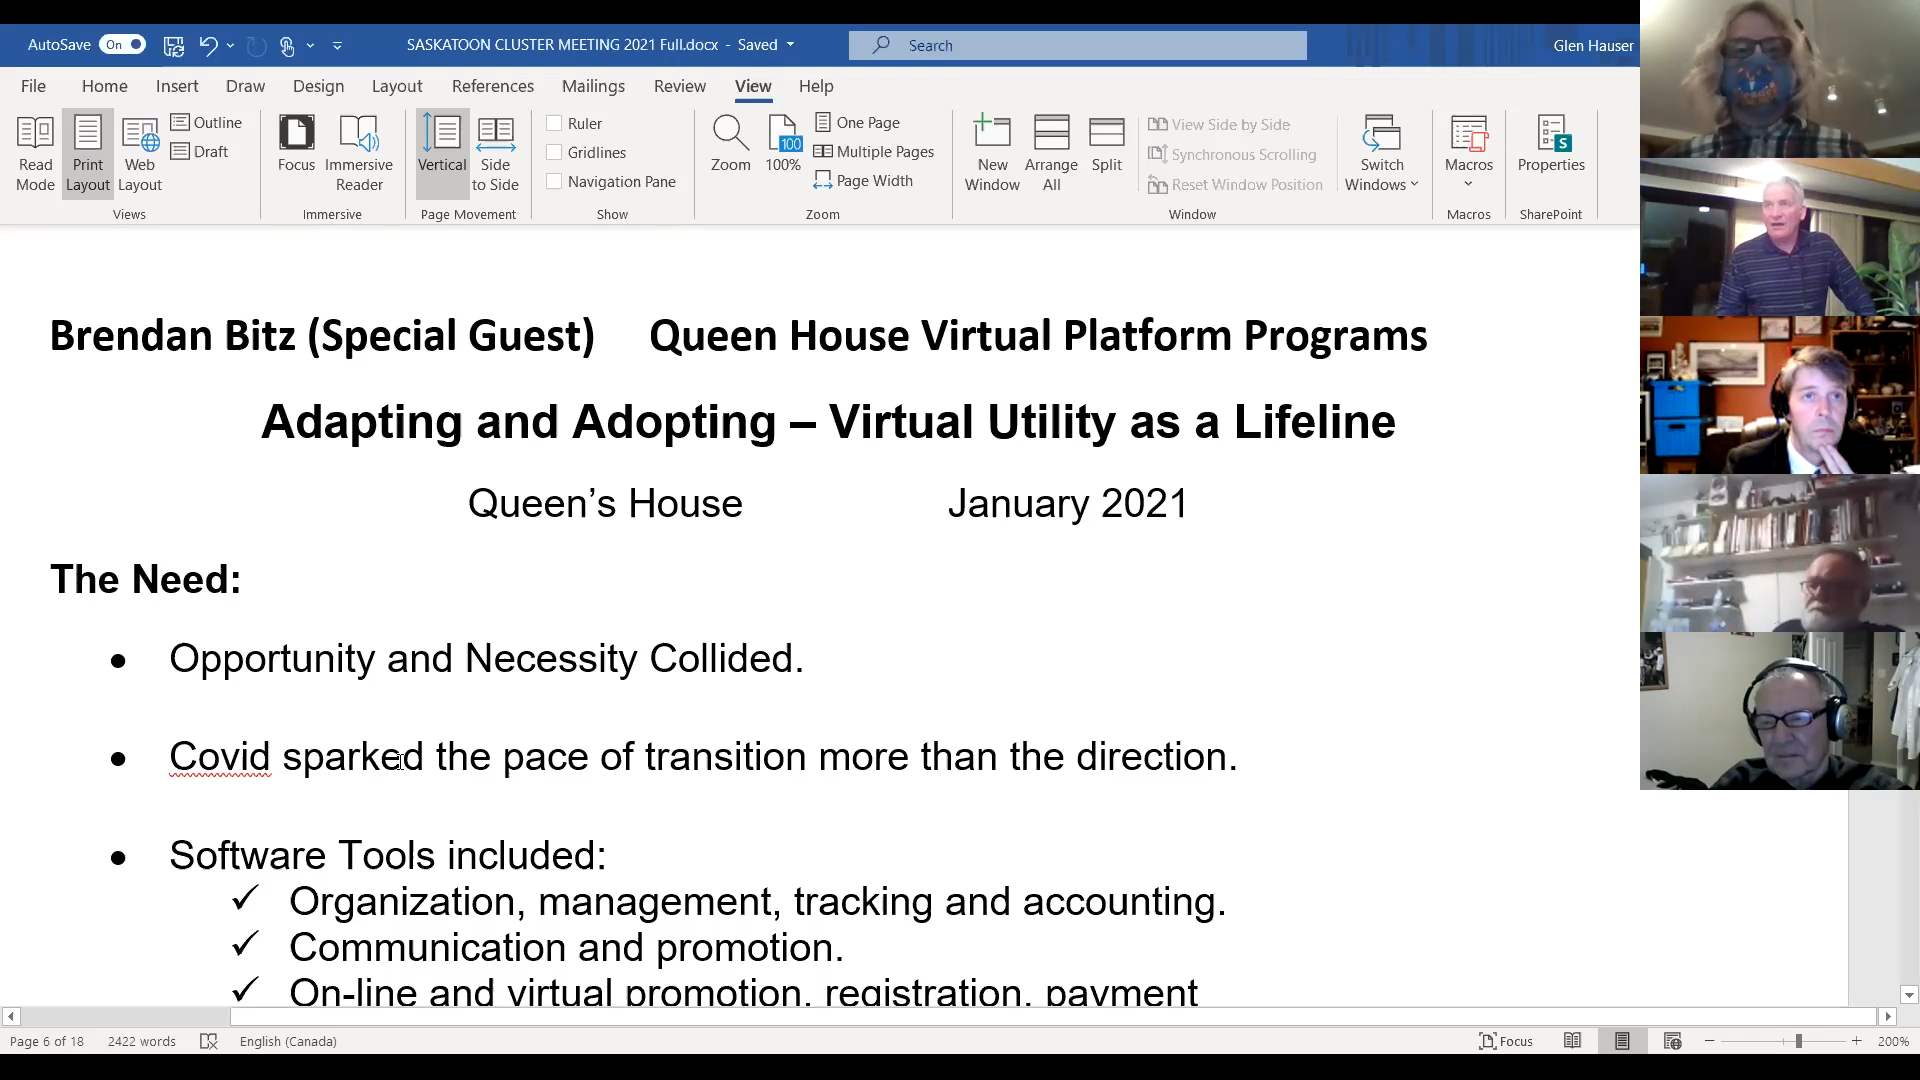 AutoSave On SASKATOON CLUSTER MEETING 2021 Full.docx - Saved Search Glen Hauser
File Home Insert Draw Design Layout References Mailings Review View Help
Read Mode
Print Layout
Web Layout
Outline
Draft
Views
Focus
Immersive Reader
Immersive
Vertical
Side to Side
Page Movement
Ruler
Gridlines
Navigation Pane
Show
Zoom
100
100%
One Page
Multiple Pages
Page Width
Zoom
New Window
Arrange All
Split
View Side by Side
Synchronous Scrolling
Reset Window Position
Switch Windows
Window
Macros
Macros
S
Properties
SharePoint
Brendan Bitz (Special Guest) Queen House Virtual Platform Programs
Adapting and Adopting – Virtual Utility as a Lifeline
Queen’s House January 2021
The Need:
• Opportunity and Necessity Collided.
• Covid sparked the pace of transition more than the direction.
• Software Tools included:
✓ Organization, management, tracking and accounting.
✓ Communication and promotion.
✓ On-line and virtual promotion, registration, payment
Page 6 of 18 2422 words English (Canada) Focus 200%